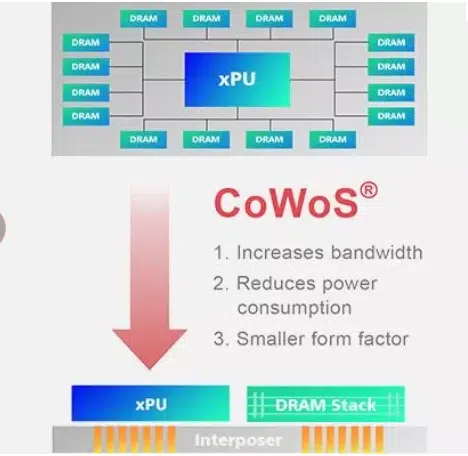 DRAM DRAM DRAM DRAM
DRAM DRAM
DRAM DRAM
xPU
DRAM DRAM
DRAM DRAM
DRAM DRAM DRAM DRAM
CoWoS®
1. Increases bandwidth
2. Reduces power
consumption
3. Smaller form factor
xPU DRAM Stack
Interposer